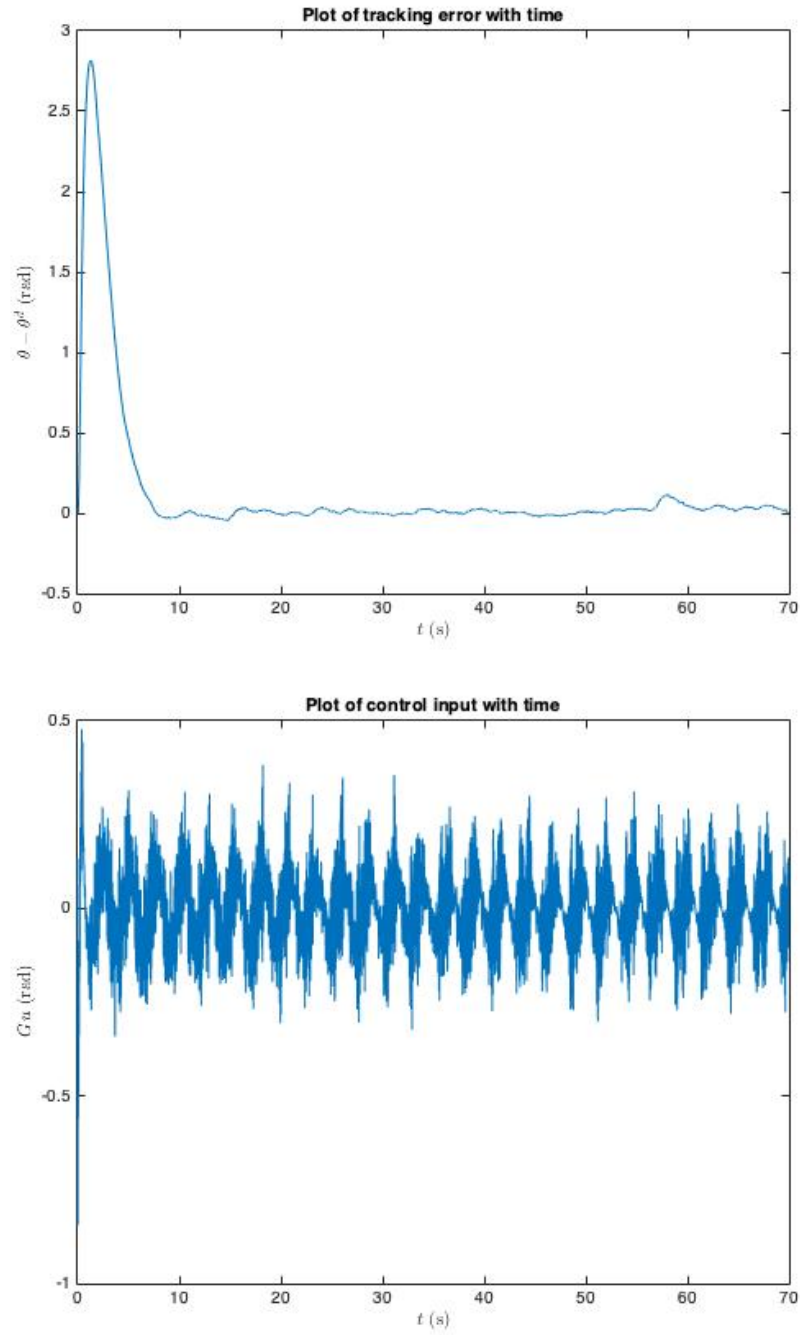 Plot of tracking error with time
3
2.5
2
1.5
1
0.5
0
-0.5
θ − θᵈ (rad)
0 10 20 30 40 50 60 70
t (s)
Plot of control input with time
0.5
0
-0.5
-1
Gu (rad)
0 10 20 30 40 50 60 70
t (s)